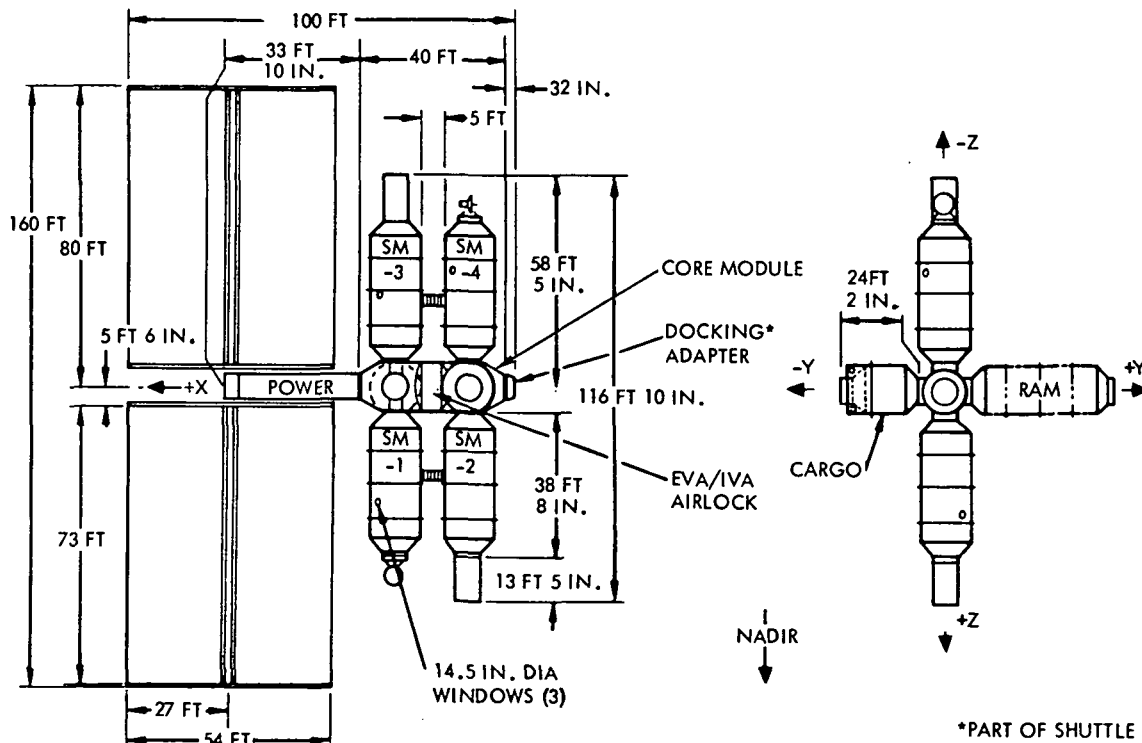 100 FT
33 FT
10 IN.
40 FT
32 IN.
5 FT
-Z
160 FT
80 FT
SM
-3
SM
-4
58 FT
5 IN.
CORE MODULE
24FT
2 IN.
5 FT 6 IN.
DOCKING*
ADAPTER
+X
POWER
-Y
+Y
RAM
116 FT 10 IN.
SM
-1
SM
-2
CARGO
EVA/IVA
AIRLOCK
38 FT
8 IN.
73 FT
13 FT 5 IN.
+Z
NADIR
14.5 IN. DIA
WINDOWS (3)
27 FT
54 FT
*PART OF SHUTTLE